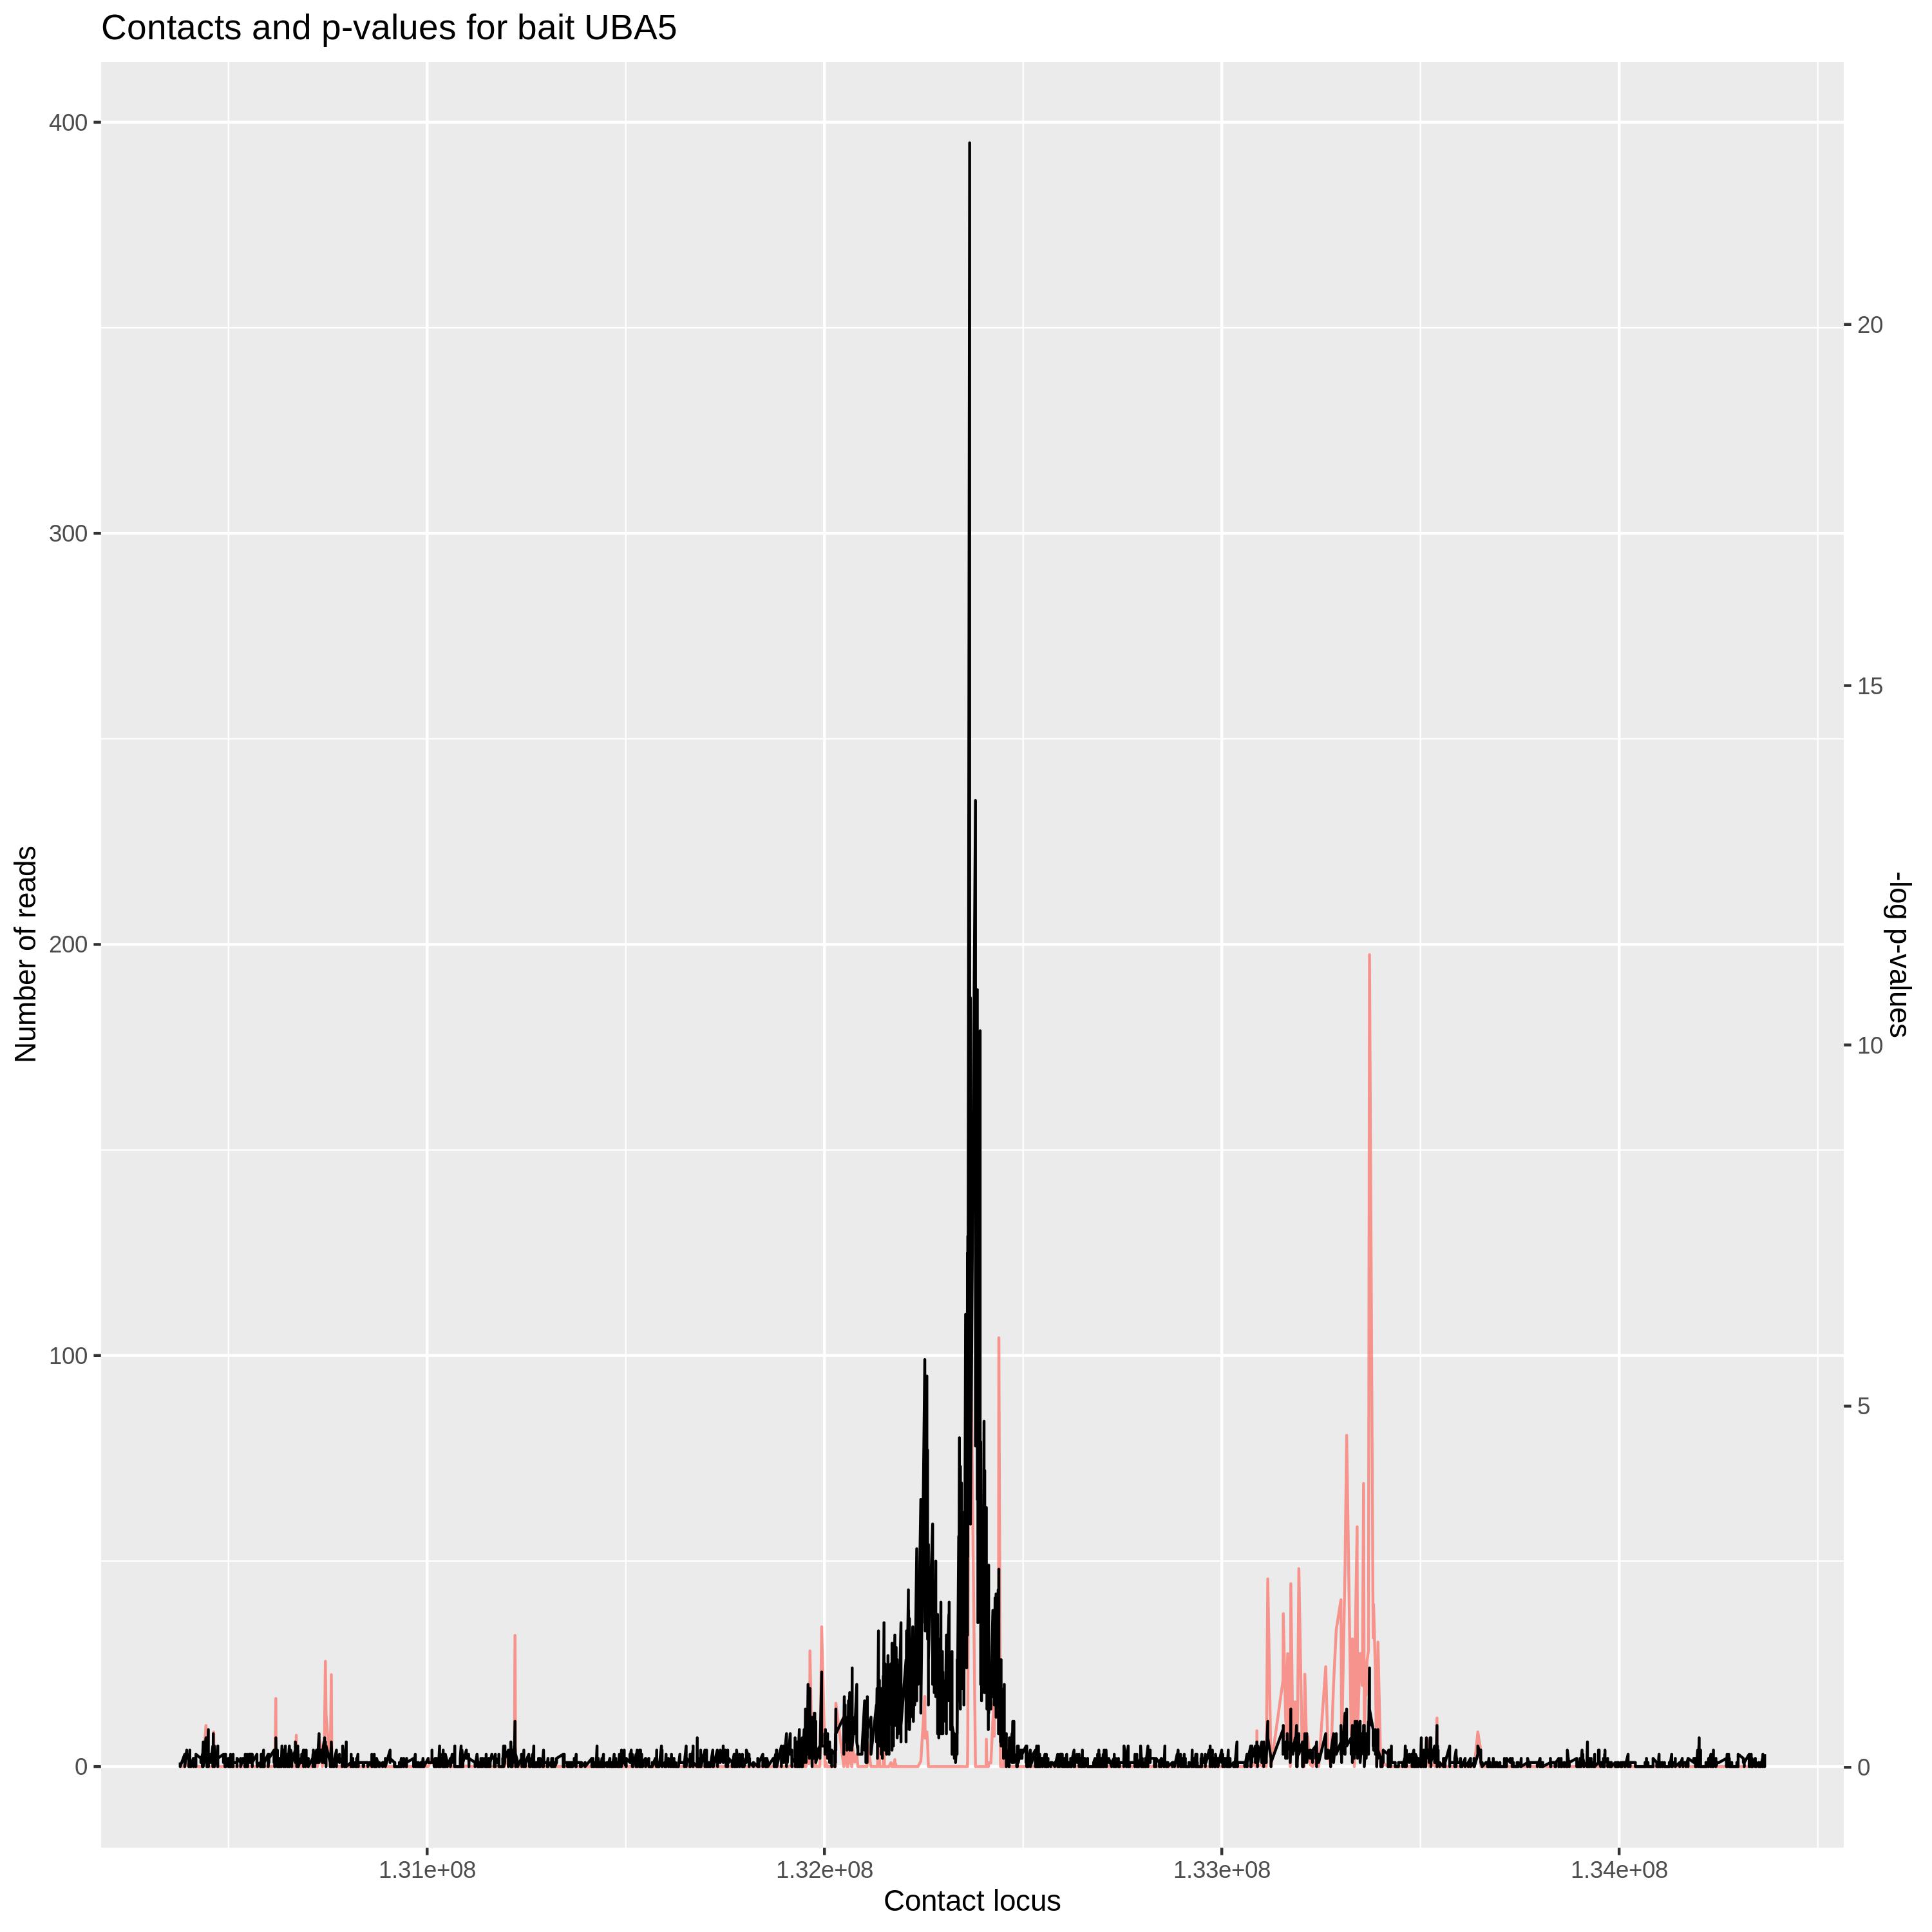 Contacts and p-values for bait UBA5
400
300
200
100
0
Number of reads
20
15
10
5
0
-log p-values
1.31e+08
1.32e+08
1.33e+08
1.34e+08
Contact locus